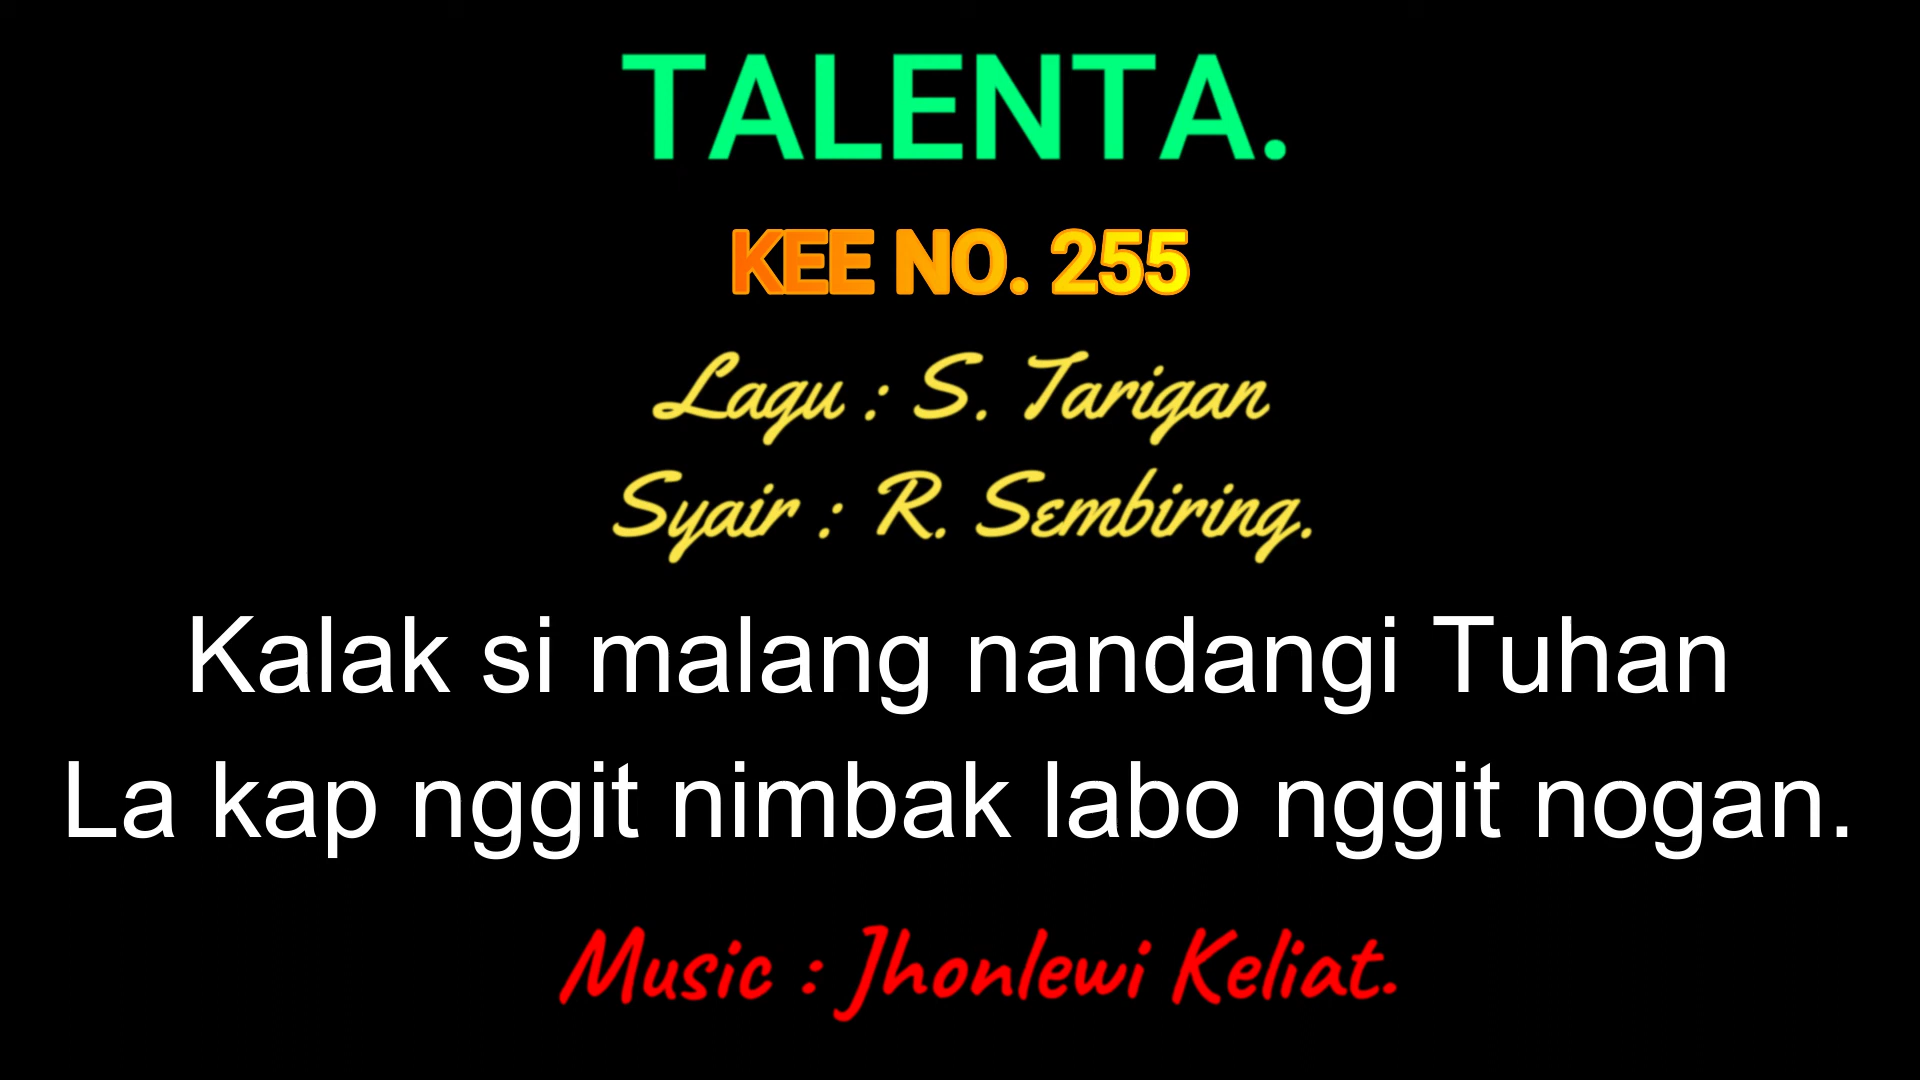 TALENTA.
KEE NO. 255
Lagu : S. Tarigan
Syair : R. Sembiring.
Kalak si malang nandangi Tuhan
La kap nggit nimbak labo nggit nogan.
Music : Jhonlewi Keliat.